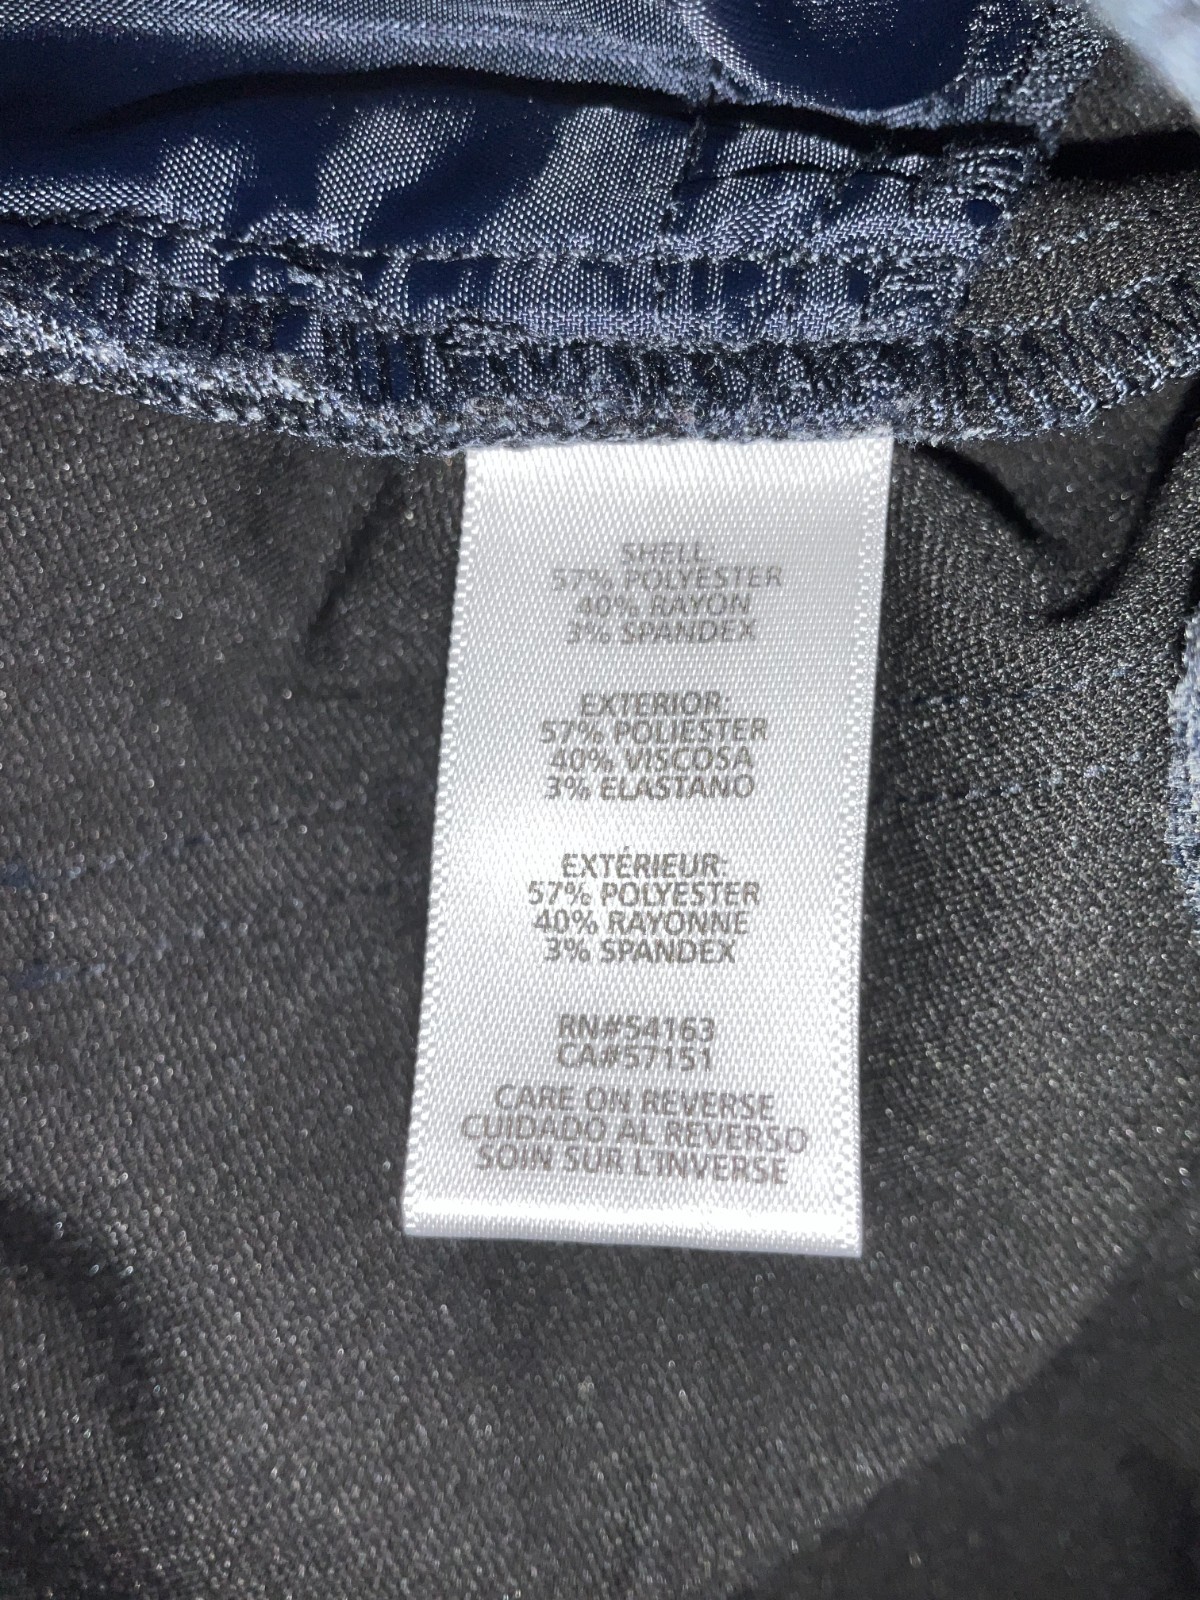 SHELL:
57% POLYESTER
40% RAYON
3% SPANDEX
EXTERIOR:
57% POLIESTER
40% VISCOSA
3% ELASTANO
EXTÉRIEUR:
57% POLYESTER
40% RAYONNE
3% SPANDEX
RN#54163
CA#57151
CARE ON REVERSE
CUIDADO AL REVERSO
SOIN SUR L'INVERSE